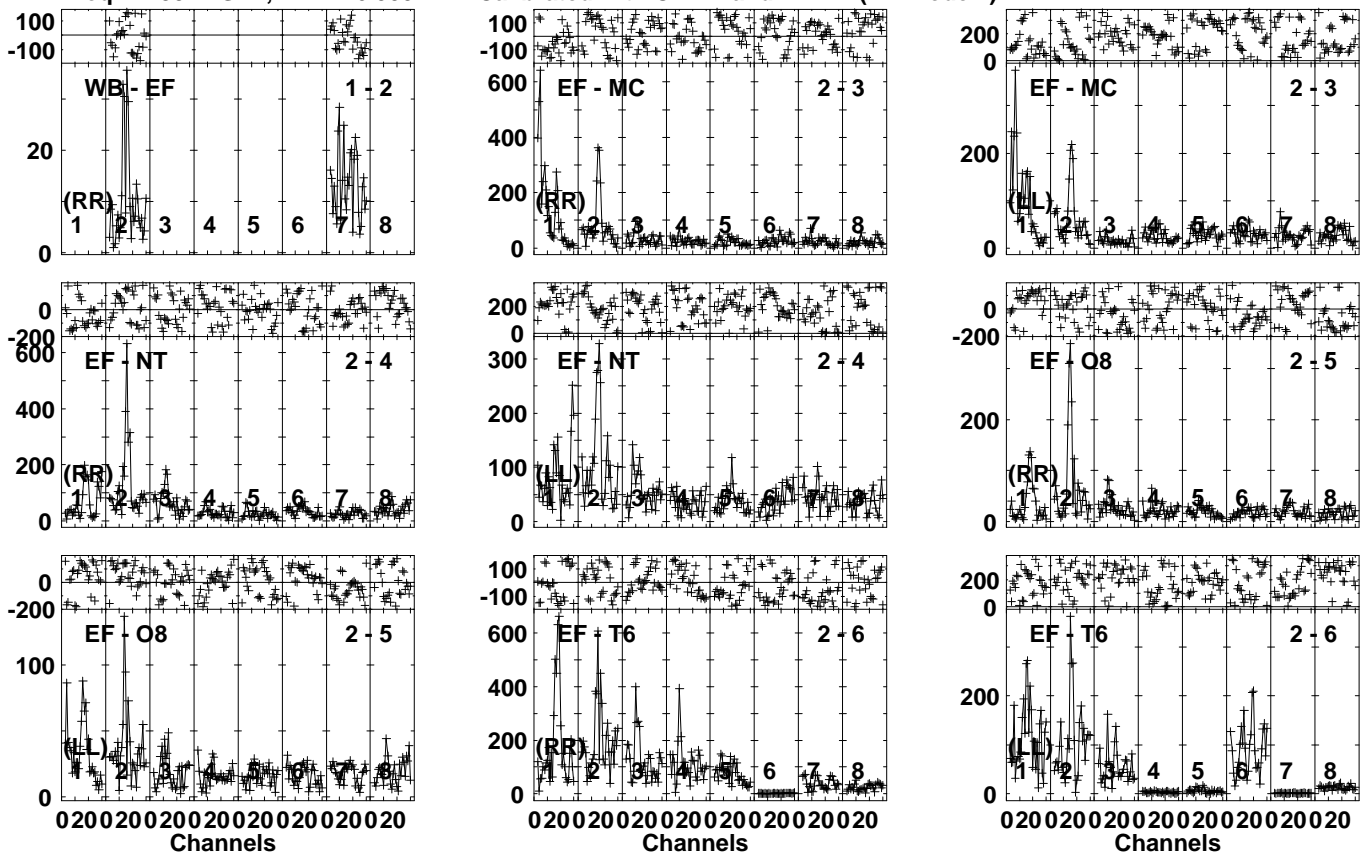 100
-100
WB - EF 1 - 2
20
0
(RR)
1 2 3 4 5 6 7 8
100
-100
EF - MC 2 - 3
600
400
200
0
(RR)
1 2 3 4 5 6 7 8
200
0
EF - MC 2 - 3
200
0
(LL)
1 2 3 4 5 6 7 8
0
-200
EF - NT 2 - 4
600
400
200
0
(RR)
1 2 3 4 5 6 7 8
200
0
EF - NT 2 - 4
300
200
100
0
(LL)
1 2 3 4 5 6 7 8
0
-200
EF - O8 2 - 5
200
0
(RR)
1 2 3 4 5 6 7 8
0
-200
EF - O8 2 - 5
100
0
(LL)
1 2 3 4 5 6 7 8
020020020020020020020020
Channels
100
-100
EF - T6 2 - 6
600
400
200
0
(RR)
1 2 3 4 5 6 7 8
020020020020020020020020
Channels
200
0
EF - T6 2 - 6
200
0
(LL)
1 2 3 4 5 6 7 8
020020020020020020020020
Channels